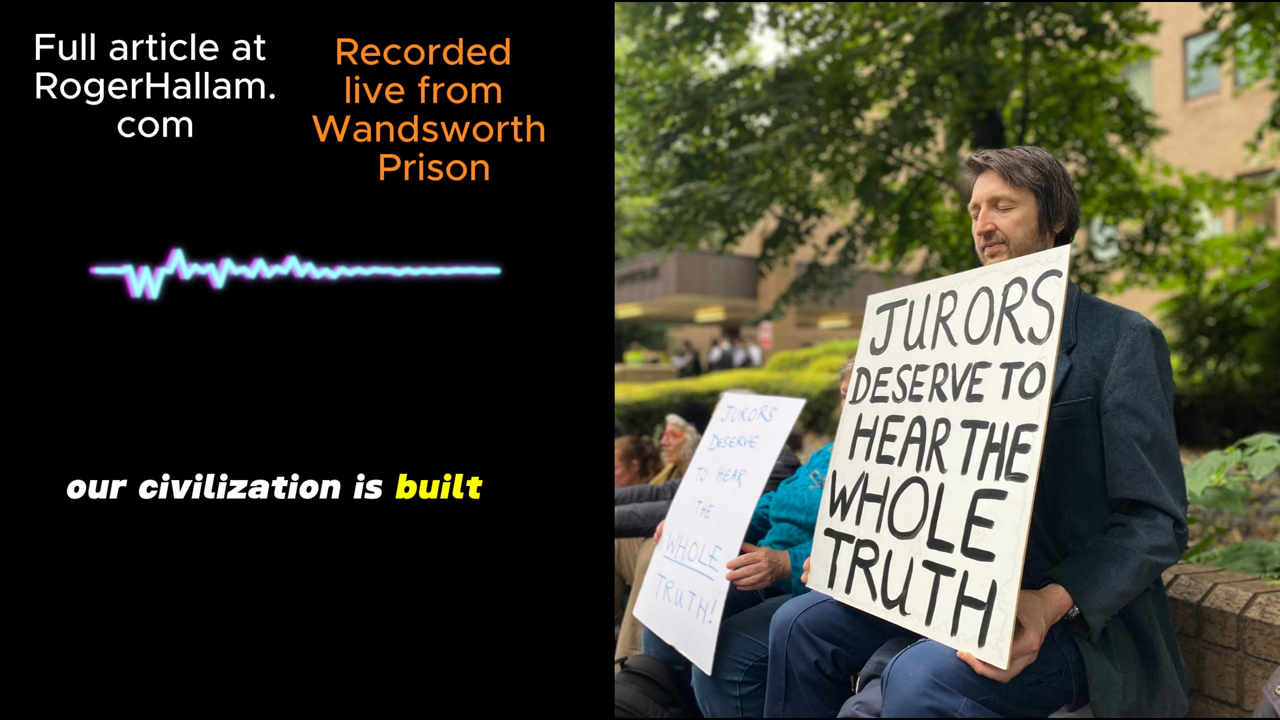 Full article at
RogerHallam.
com
Recorded
live from
Wandsworth
Prison
our civilization is built
JURORS
DESERVE
TO HEAR
THE
WHOLE
TRUTH!
JURORS
DESERVE TO
HEAR THE
WHOLE
TRUTH